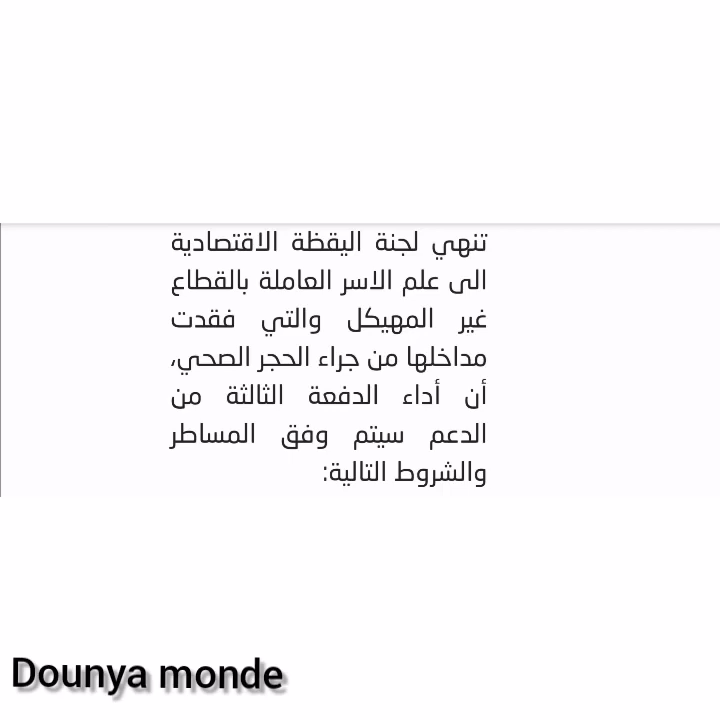 تنهي لجنة اليقظة الاقتصادية
الى علم الاسر العاملة بالقطاع
غير المهيكل والتي فقدت
مداخلها من جراء الحجر الصحي،
أن أداء الدفعة الثالثة من
الدعم سيتم وفق المساطر
والشروط التالية:
Dounya monde